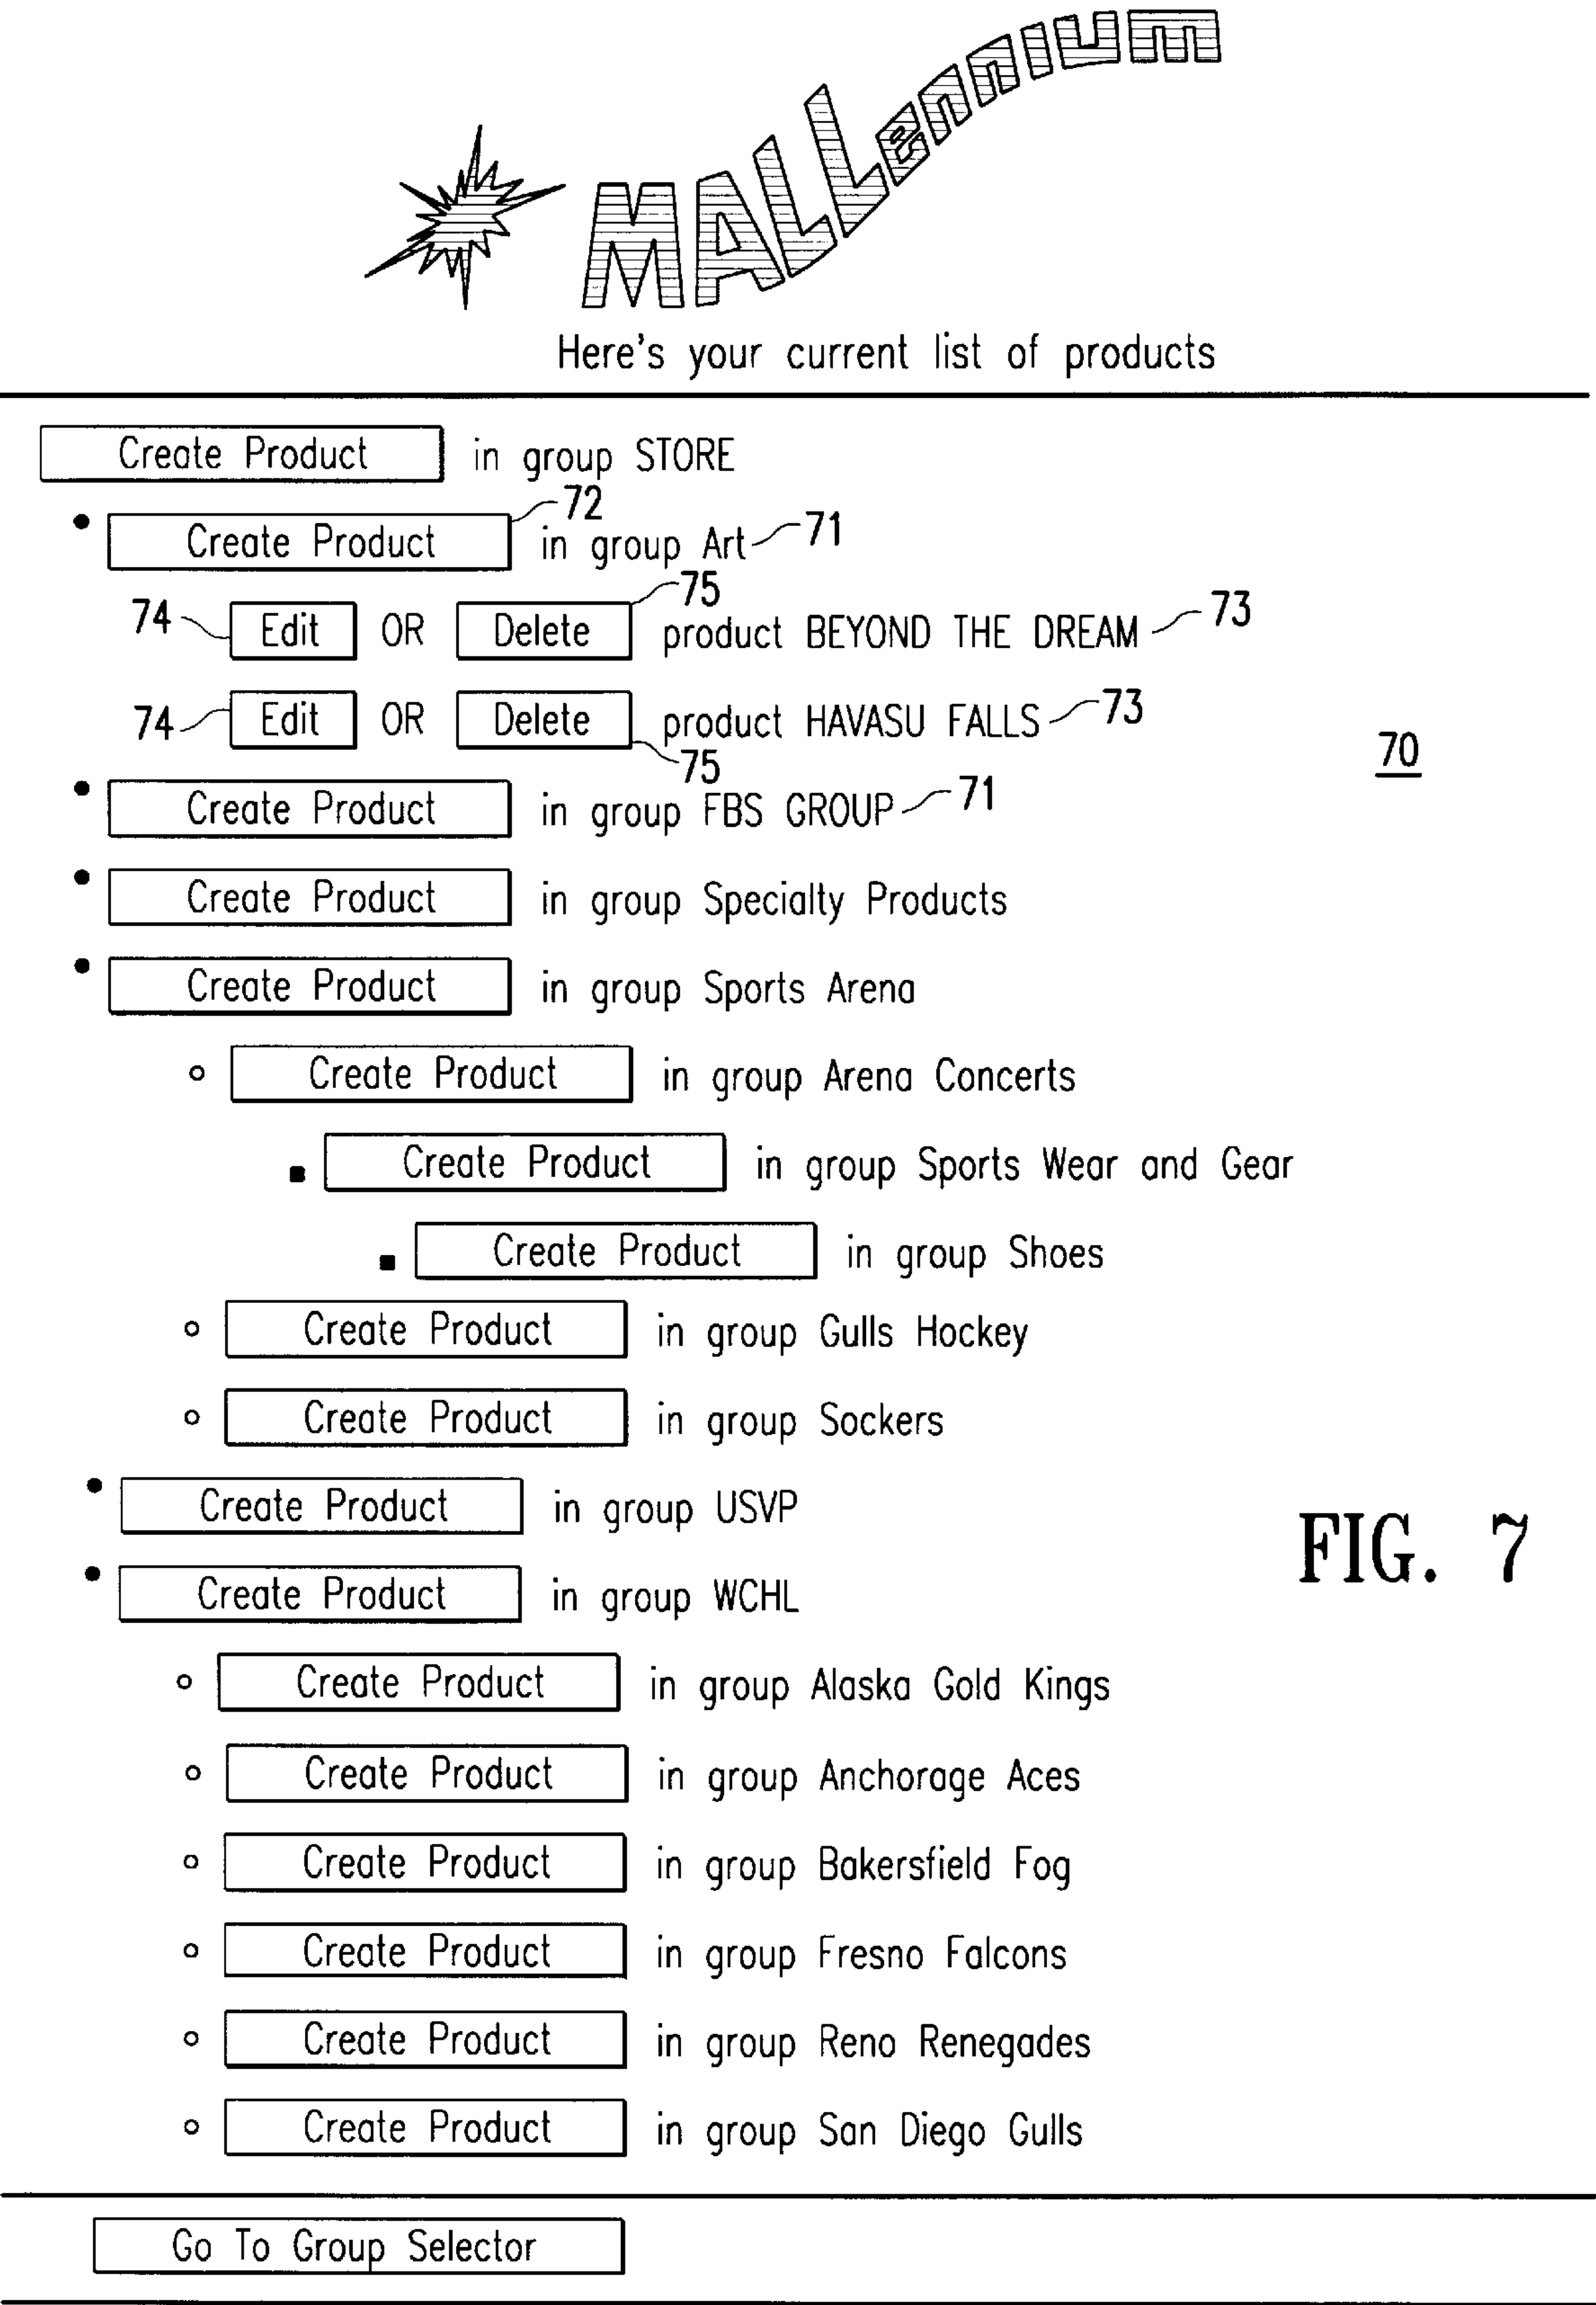 MALLennium
Here's your current list of products
Create Product in group STORE
72
Create Product in group Art 71
75
74 Edit OR Delete product BEYOND THE DREAM 73
74 Edit OR Delete product HAVASU FALLS 73
70
75
Create Product in group FBS GROUP 71
Create Product in group Specialty Products
Create Product in group Sports Arena
Create Product in group Arena Concerts
Create Product in group Sports Wear and Gear
Create Product in group Shoes
Create Product in group Gulls Hockey
Create Product in group Sockers
Create Product in group USVP
FIG. 7
Create Product in group WCHL
Create Product in group Alaska Gold Kings
Create Product in group Anchorage Aces
Create Product in group Bakersfield Fog
Create Product in group Fresno Falcons
Create Product in group Reno Renegades
Create Product in group San Diego Gulls
Go To Group Selector